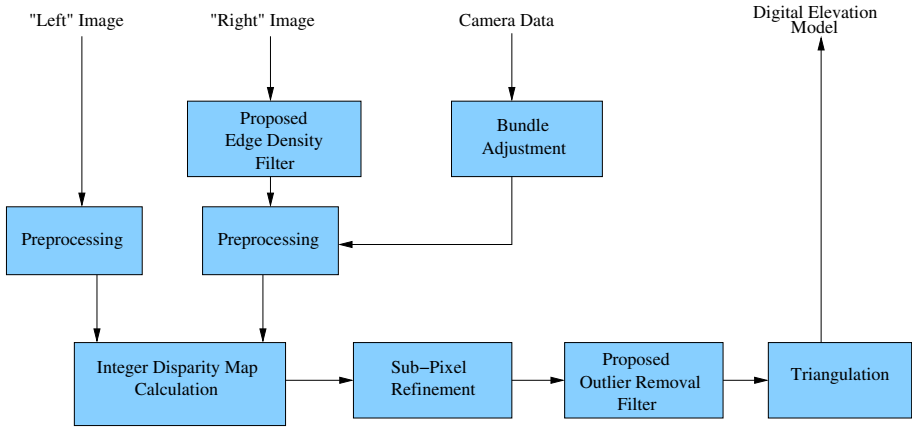 "Left" Image
"Right" Image
Camera Data
Digital Elevation
Model
Proposed
Edge Density
Filter
Bundle
Adjustment
Preprocessing
Preprocessing
Integer Disparity Map
Calculation
Sub−Pixel
Refinement
Proposed
Outlier Removal
Filter
Triangulation